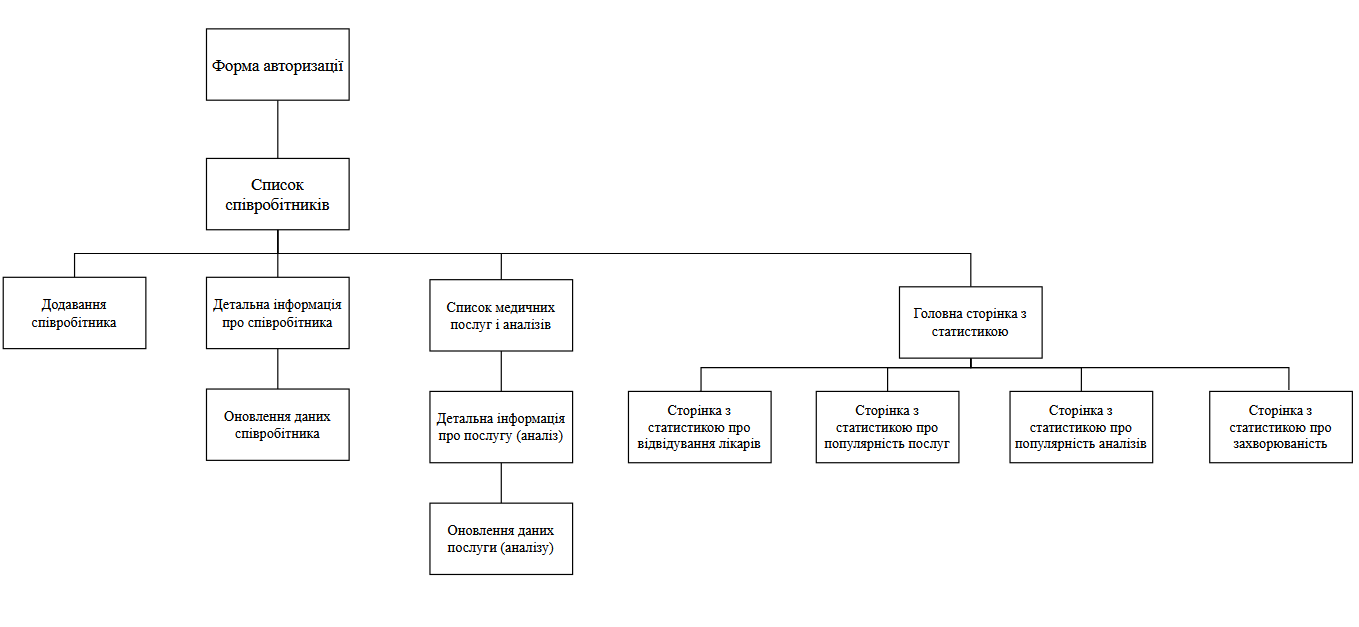 Форма авторизації
Список
співробітників
Додавання
співробітника
Детальна інформація
про співробітника
Список медичних
послуг і аналізів
Головна сторінка з
статистикою
Оновлення даних
співробітника
Детальна інформація
про послугу (аналіз)
Сторінка з
статистикою про
відвідування лікарів
Сторінка з
статистикою про
популярність послуг
Сторінка з
статистикою про
популярність аналізів
Сторінка з
статистикою про
захворюваність
Оновлення даних
послуги (аналізу)